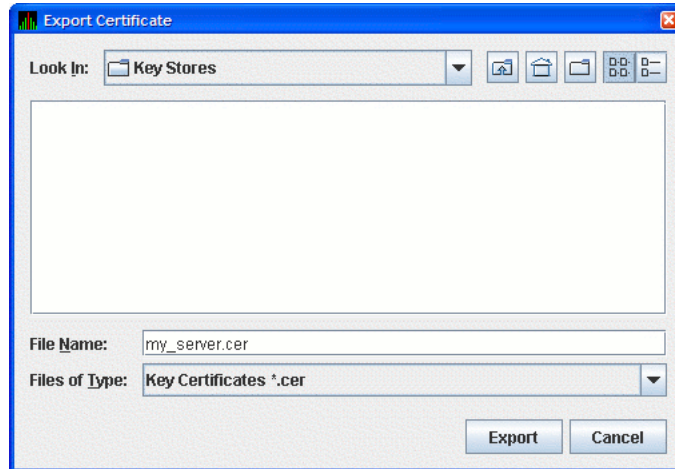 Export Certificate
Look In: Key Stores
File Name: my_server.cer
Files of Type: Key Certificates *.cer
Export Cancel